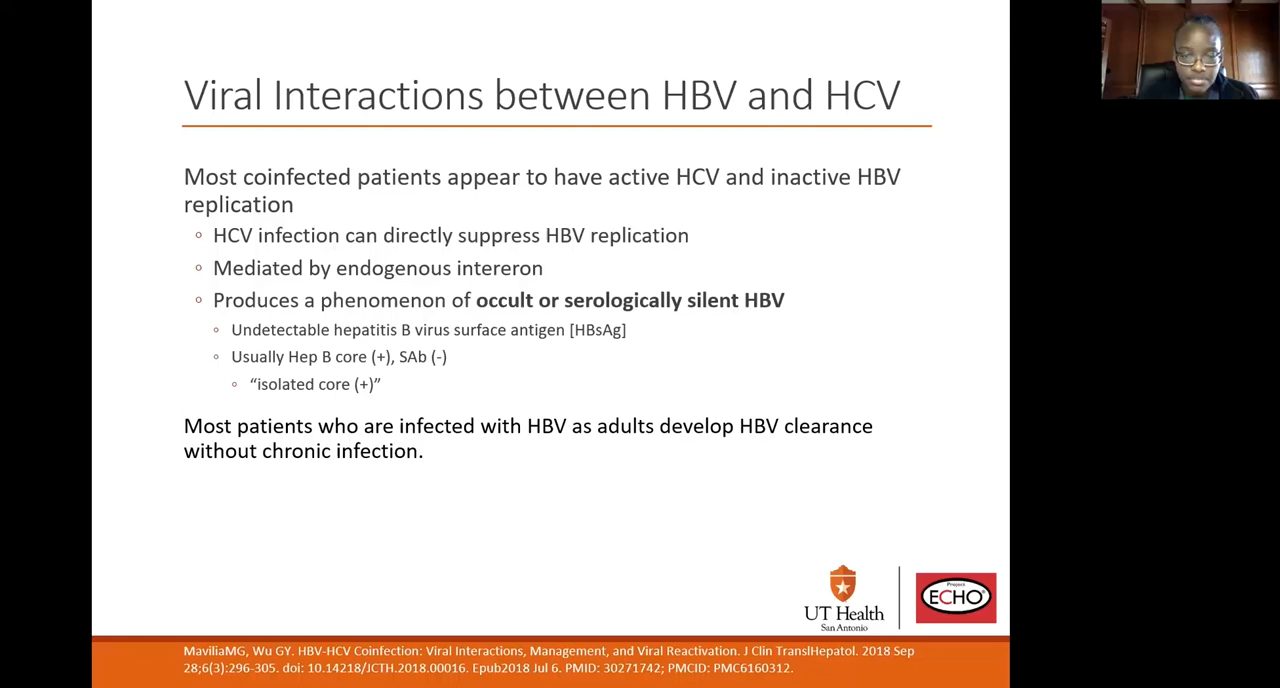 Viral Interactions between HBV and HCV
Most coinfected patients appear to have active HCV and inactive HBV
replication
◦ HCV infection can directly suppress HBV replication
◦ Mediated by endogenous intereron
◦ Produces a phenomenon of occult or serologically silent HBV
◦ Undetectable hepatitis B virus surface antigen [HBsAg]
◦ Usually Hep B core (+), SAb (-)
◦ “isolated core (+)”
Most patients who are infected with HBV as adults develop HBV clearance
without chronic infection.
UT Health
San Antonio
Project
ECHO®
MaviliaMG, Wu GY. HBV-HCV Coinfection: Viral Interactions, Management, and Viral Reactivation. J Clin TranslHepatol. 2018 Sep
28;6(3):296-305. doi: 10.14218/JCTH.2018.00016. Epub2018 Jul 6. PMID: 30271742; PMCID: PMC6160312.